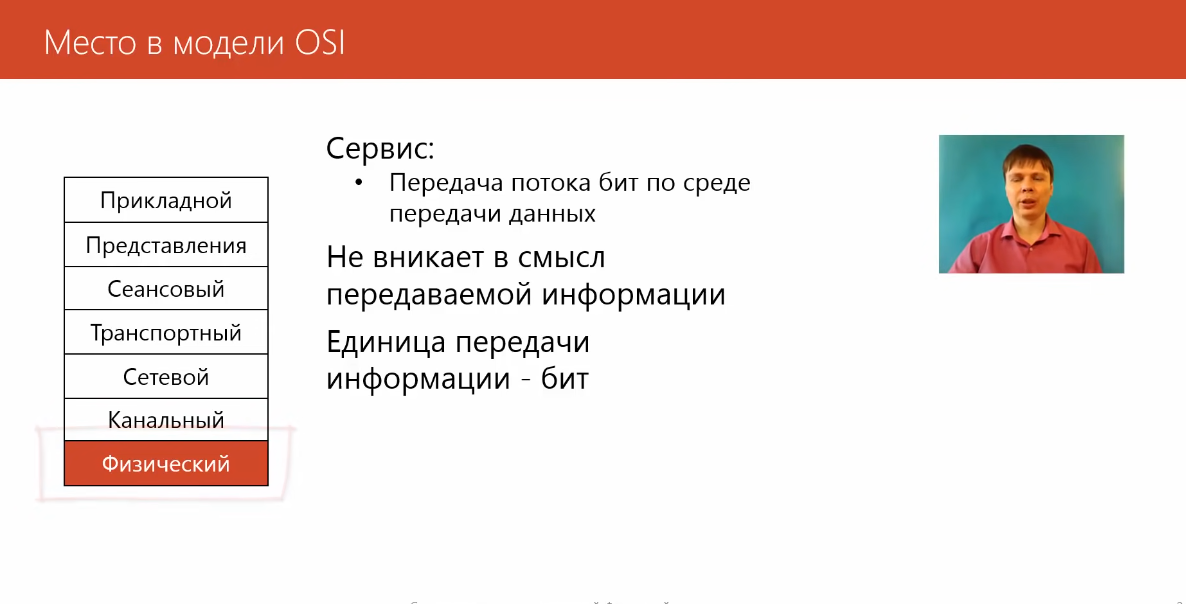 Место в модели OSI
Прикладной
Представления
Сеансовый
Транспортный
Сетевой
Канальный
Физический
Сервис:
• Передача потока бит по среде
передачи данных
Не вникает в смысл
передаваемой информации
Единица передачи
информации - бит